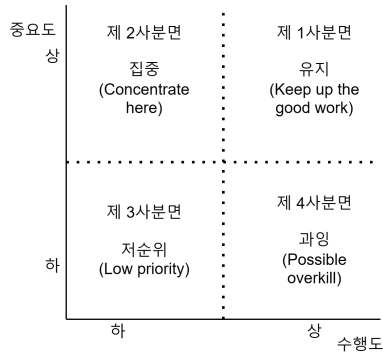 중요도
상
제 2사분면
집중
(Concentrate
here)
제 1사분면
유지
(Keep up the
good work)
하
제 3사분면
저순위
(Low priority)
제 4사분면
과잉
(Possible
overkill)
하
상
수행도